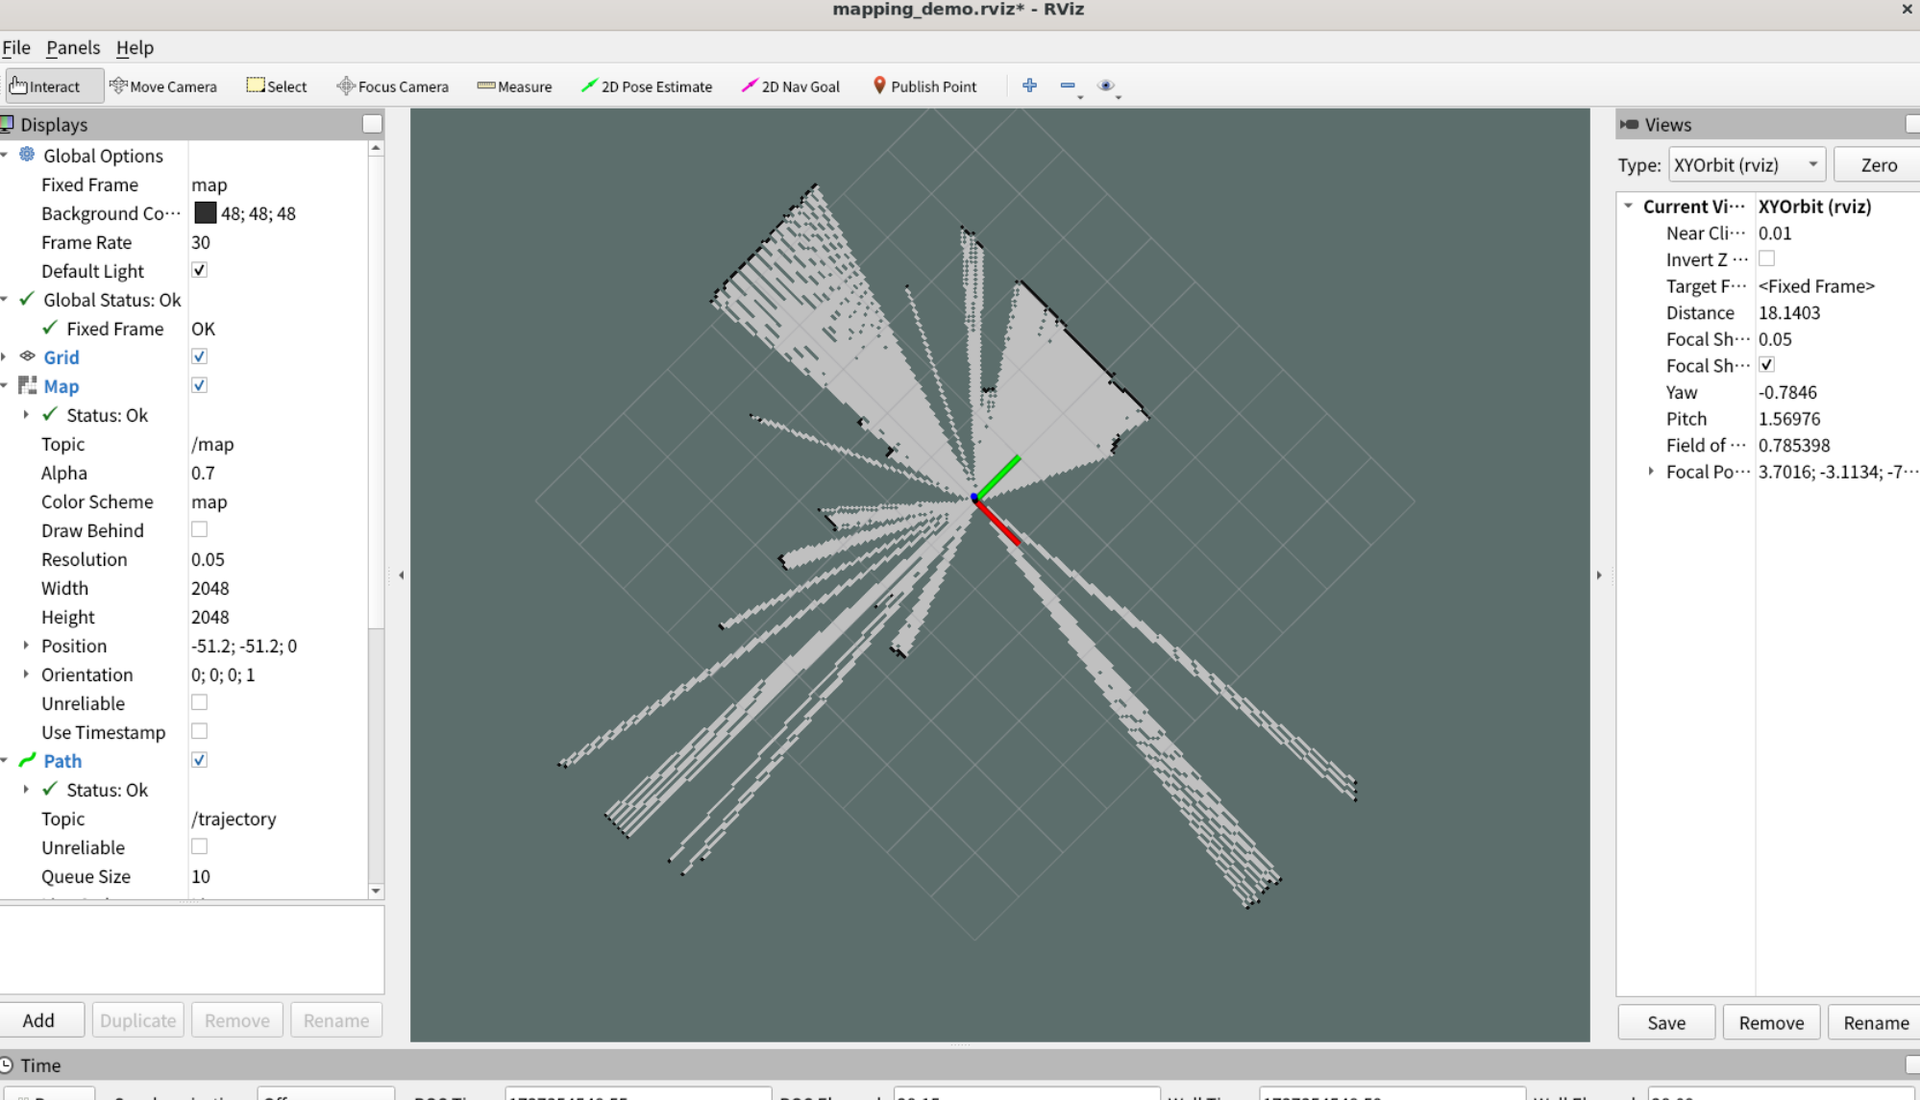 mapping_demo.rviz* - RViz
File Panels Help
Interact Move Camera Select Focus Camera Measure 2D Pose Estimate 2D Nav Goal Publish Point
Displays
Global Options
Fixed Frame map
Background Co··· 48; 48; 48
Frame Rate 30
Default Light
Global Status: Ok
Fixed Frame OK
Grid
Map
Status: Ok
Topic /map
Alpha 0.7
Color Scheme map
Draw Behind
Resolution 0.05
Width 2048
Height 2048
Position -51.2; -51.2; 0
Orientation 0; 0; 0; 1
Unreliable
Use Timestamp
Path
Status: Ok
Topic /trajectory
Unreliable
Queue Size 10
Add Duplicate Remove Rename
Views
Type: XYOrbit (rviz) Zero
Current Vi··· XYOrbit (rviz)
Near Cli··· 0.01
Invert Z ···
Target F··· <Fixed Frame>
Distance 18.1403
Focal Sh··· 0.05
Focal Sh···
Yaw -0.7846
Pitch 1.56976
Field of ··· 0.785398
Focal Po··· 3.7016; -3.1134; -7···
Save Remove Rename
Time